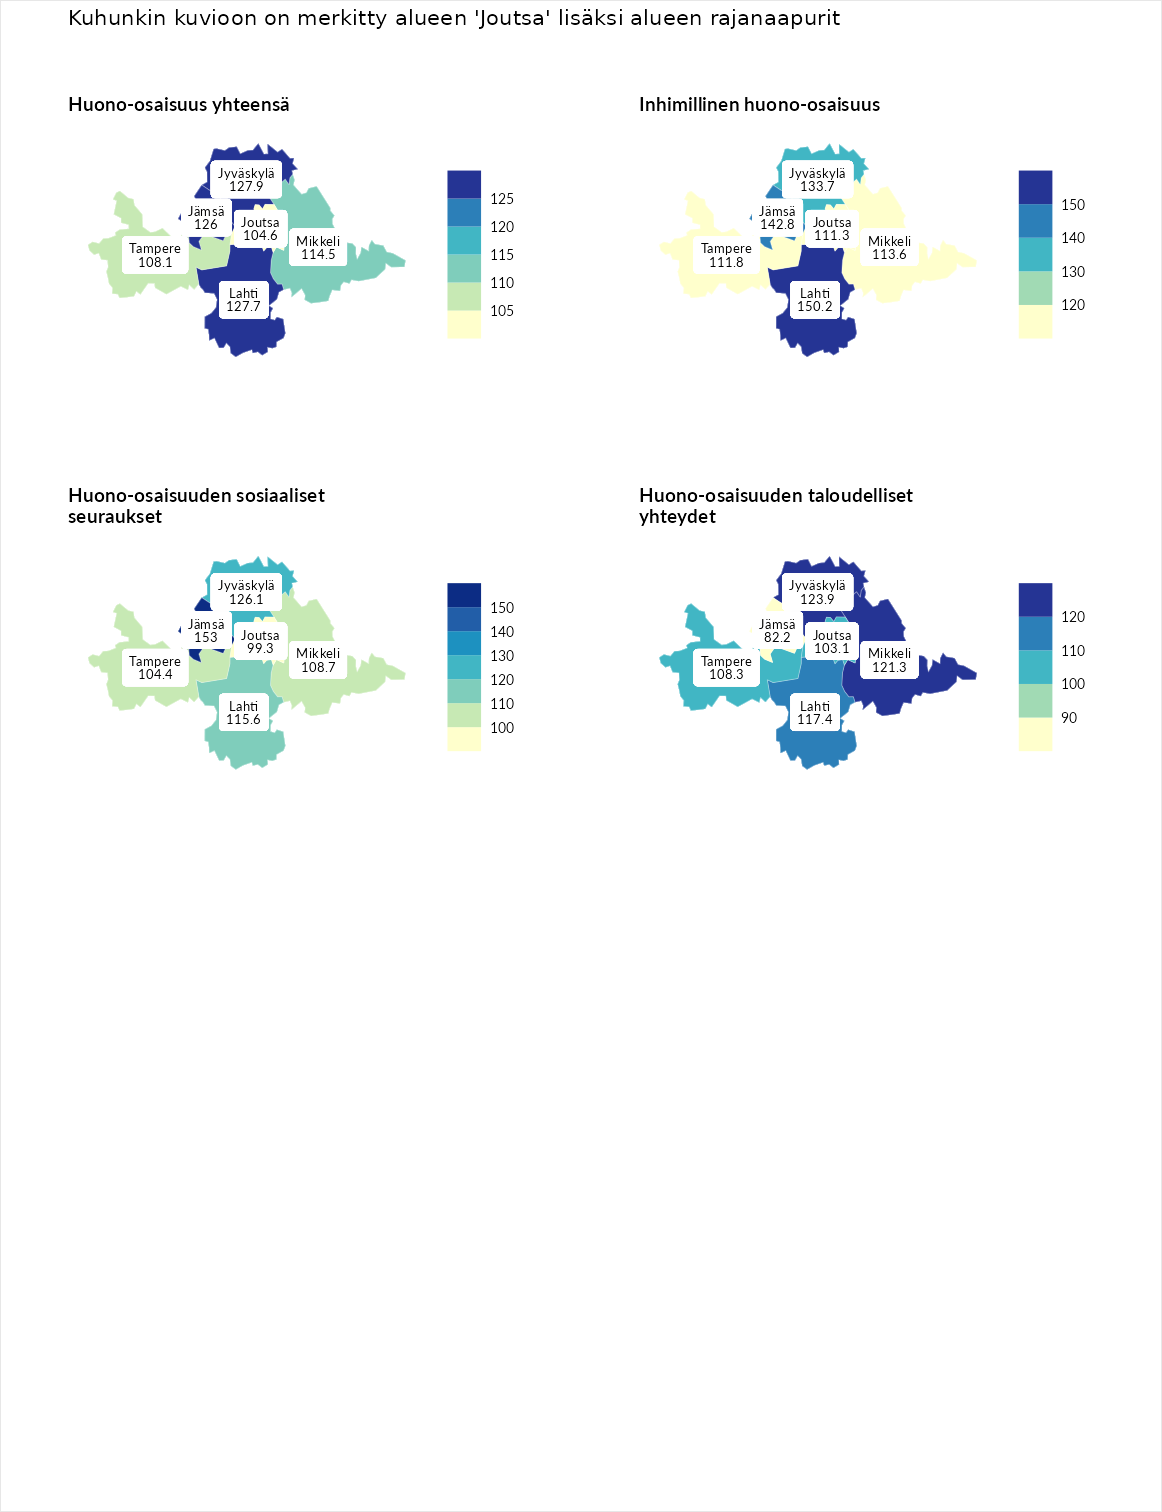 Kuhunkin kuvioon on merkitty alueen 'Joutsa' lisäksi alueen rajanaapurit
Huono-osaisuus yhteensä
Jyväskylä
127.9
Jämsä
126
Joutsa
104.6
Tampere
108.1
Mikkeli
114.5
Lahti
127.7
125
120
115
110
105
Inhimillinen huono-osaisuus
Jyväskylä
133.7
Jämsä
142.8
Joutsa
111.3
Tampere
111.8
Mikkeli
113.6
Lahti
150.2
150
140
130
120
Huono-osaisuuden sosiaaliset
seuraukset
Jyväskylä
126.1
Jämsä
153
Joutsa
99.3
Tampere
104.4
Mikkeli
108.7
Lahti
115.6
150
140
130
120
110
100
Huono-osaisuuden taloudelliset
yhteydet
Jyväskylä
123.9
Jämsä
82.2
Joutsa
103.1
Tampere
108.3
Mikkeli
121.3
Lahti
117.4
120
110
100
90